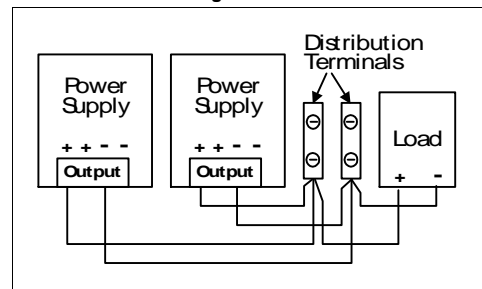 Distribution
Terminals
Power
Supply
+ + - -
Output
Power
Supply
+ + - -
Output
Load
+ -